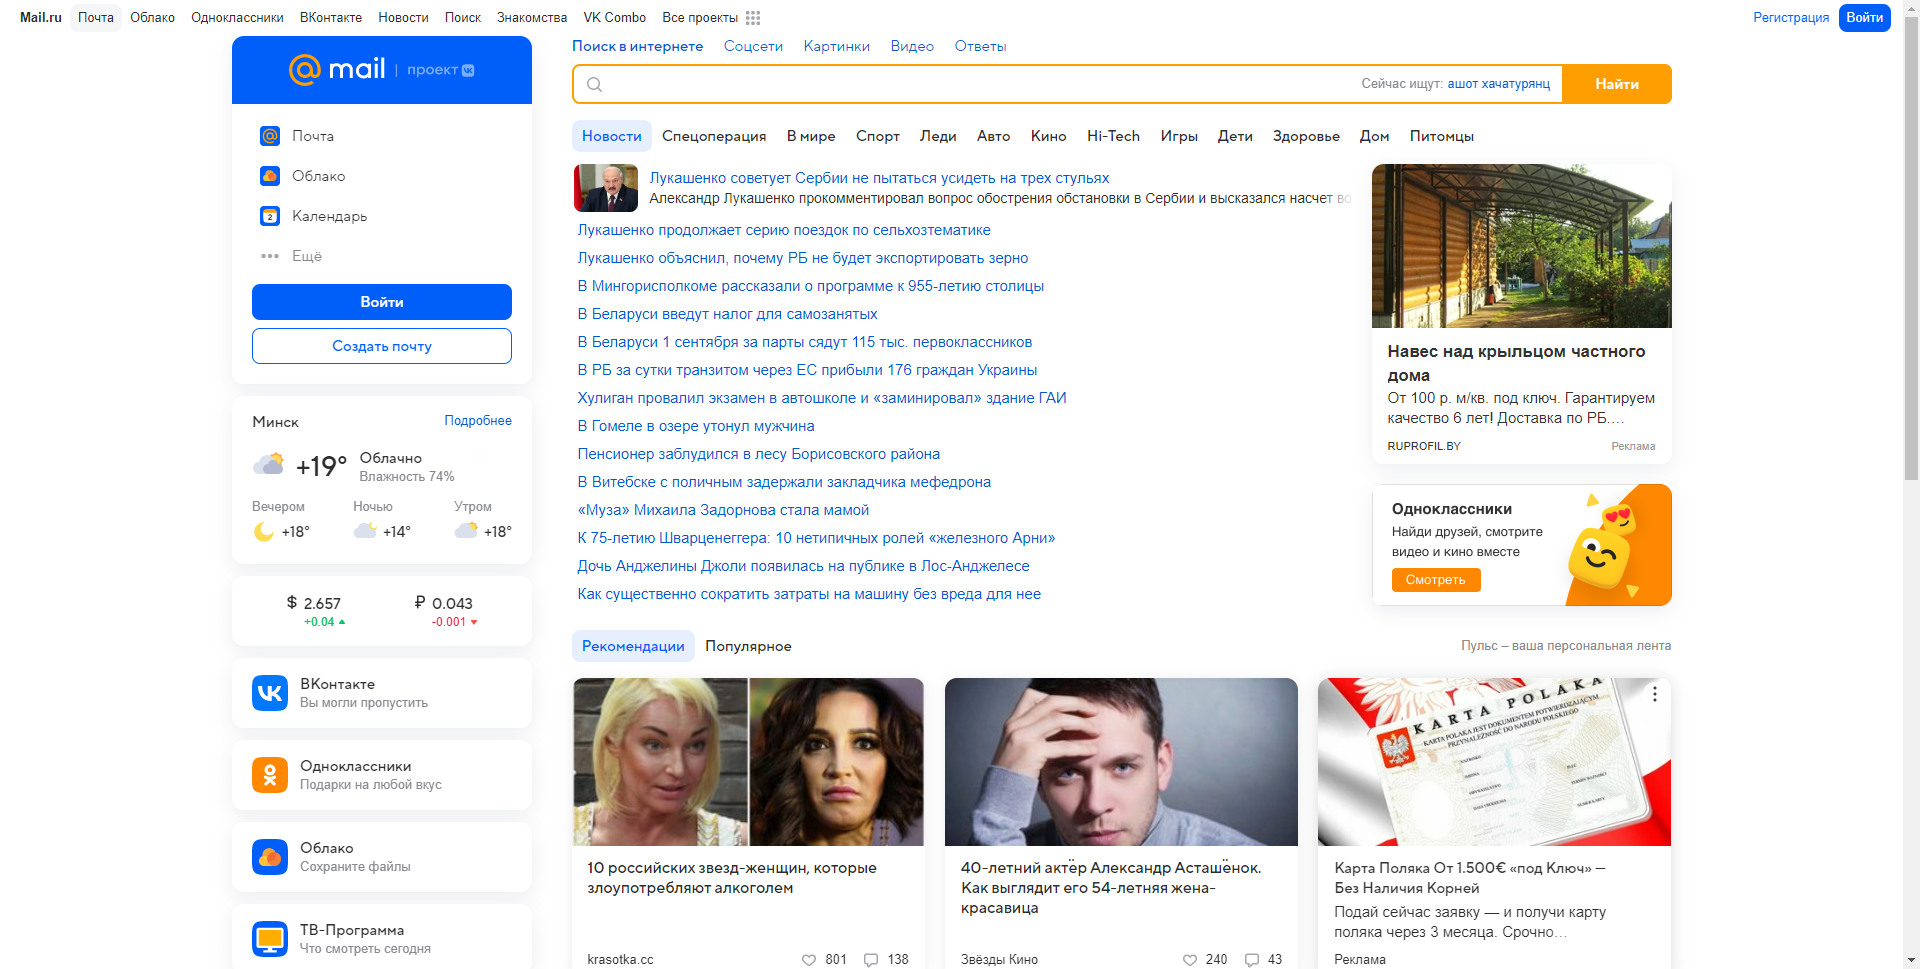 Mail.ru Почта Облако Одноклассники ВКонтакте Новости Поиск Знакомства VK Combo Все проекты
Регистрация Войти
@mail | проект
Почта
Облако
2 Календарь
Ещё
Войти
Создать почту
Минск Подробнее
+19° Облачно
Влажность 74%
Вечером Ночью Утром
+18° +14° +18°
$ 2.657 ₽ 0.043
+0.04 -0.001
ВКонтакте
Вы могли пропустить
Одноклассники
Подарки на любой вкус
Облако
Сохраните файлы
ТВ-Программа
Что смотреть сегодня
Поиск в интернете Соцсети Картинки Видео Ответы
Сейчас ищут: ашот хачатурянц Найти
Новости Спецоперация В мире Спорт Леди Авто Кино Hi-Tech Игры Дети Здоровье Дом Питомцы
Лукашенко советует Сербии не пытаться усидеть на трех стульях
Александр Лукашенко прокомментировал вопрос обострения обстановки в Сербии и высказался насчет во
Лукашенко продолжает серию поездок по сельхозтематике
Лукашенко объяснил, почему РБ не будет экспортировать зерно
В Мингорисполкоме рассказали о программе к 955-летию столицы
В Беларуси введут налог для самозанятых
В Беларуси 1 сентября за парты сядут 115 тыс. первоклассников
В РБ за сутки транзитом через ЕС прибыли 176 граждан Украины
Хулиган провалил экзамен в автошколе и «заминировал» здание ГАИ
В Гомеле в озере утонул мужчина
Пенсионер заблудился в лесу Борисовского района
В Витебске с поличным задержали закладчика мефедрона
«Муза» Михаила Задорнова стала мамой
К 75-летию Шварценеггера: 10 нетипичных ролей «железного Арни»
Дочь Анджелины Джоли появилась на публике в Лос-Анджелесе
Как существенно сократить затраты на машину без вреда для нее
Навес над крыльцом частного
дома
От 100 р. м/кв. под ключ. Гарантируем
качество 6 лет! Доставка по РБ....
RUPROFIL.BY Реклама
Одноклассники
Найди друзей, смотрите
видео и кино вместе
Смотреть
Рекомендации Популярное Пульс – ваша персональная лента
10 российских звезд-женщин, которые
злоупотребляют алкоголем
krasotka.cc 801 138
40-летний актёр Александр Асташёнок.
Как выглядит его 54-летняя жена-
красавица
Звёзды Кино 240 43
KARTA POLAKA
KARTA POLAKA JEST DOKUMENTEM POTWIERDZAJĄCYM
PRZYNALEŻNOŚĆ DO NARODU POLSKIEGO
Карта Поляка От 1.500€ «под Ключ» —
Без Наличия Корней
Подай сейчас заявку — и получи карту
поляка через 3 месяца. Срочно...
Реклама